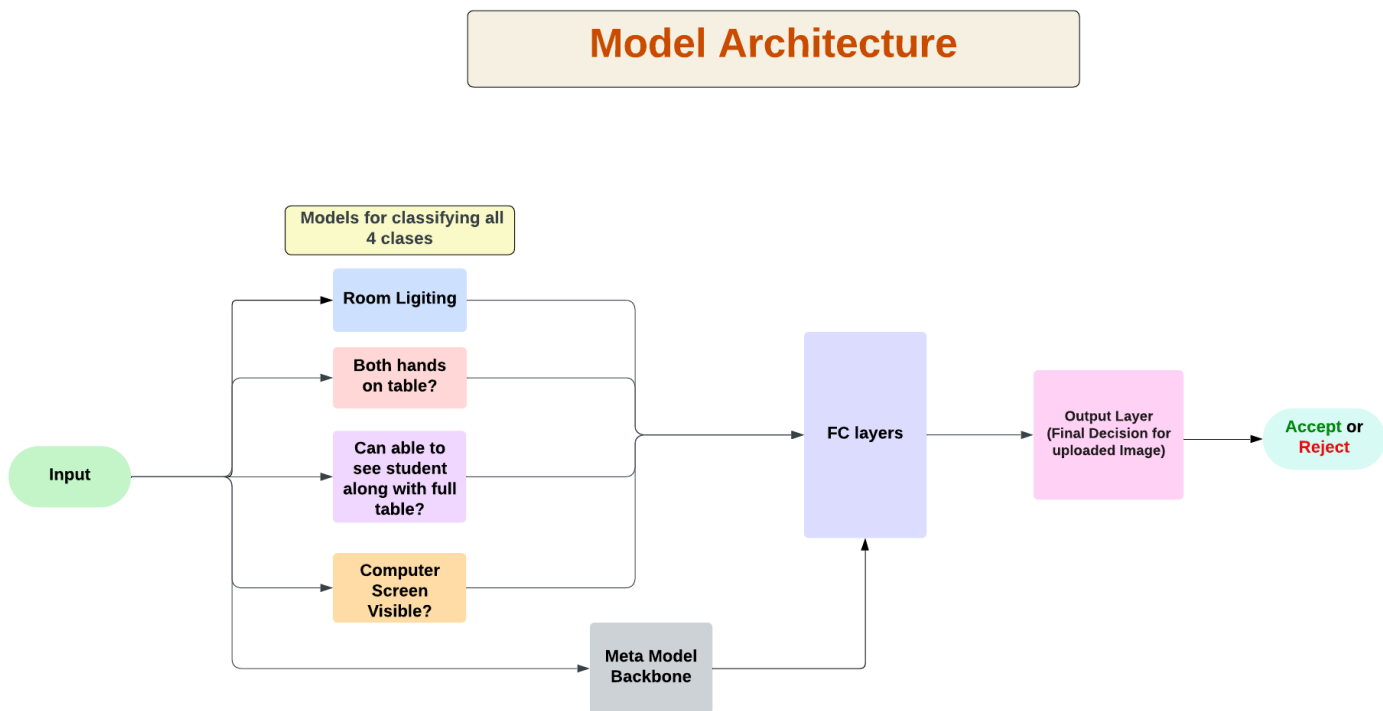 Model Architecture
Models for classifying all
4 clases
Room Ligiting
Both hands
on table?
Can able to
see student
along with full
table?
Computer
Screen
Visible?
Input
Meta Model
Backbone
FC layers
Output Layer
(Final Decision for
uploaded Image)
Accept or
Reject